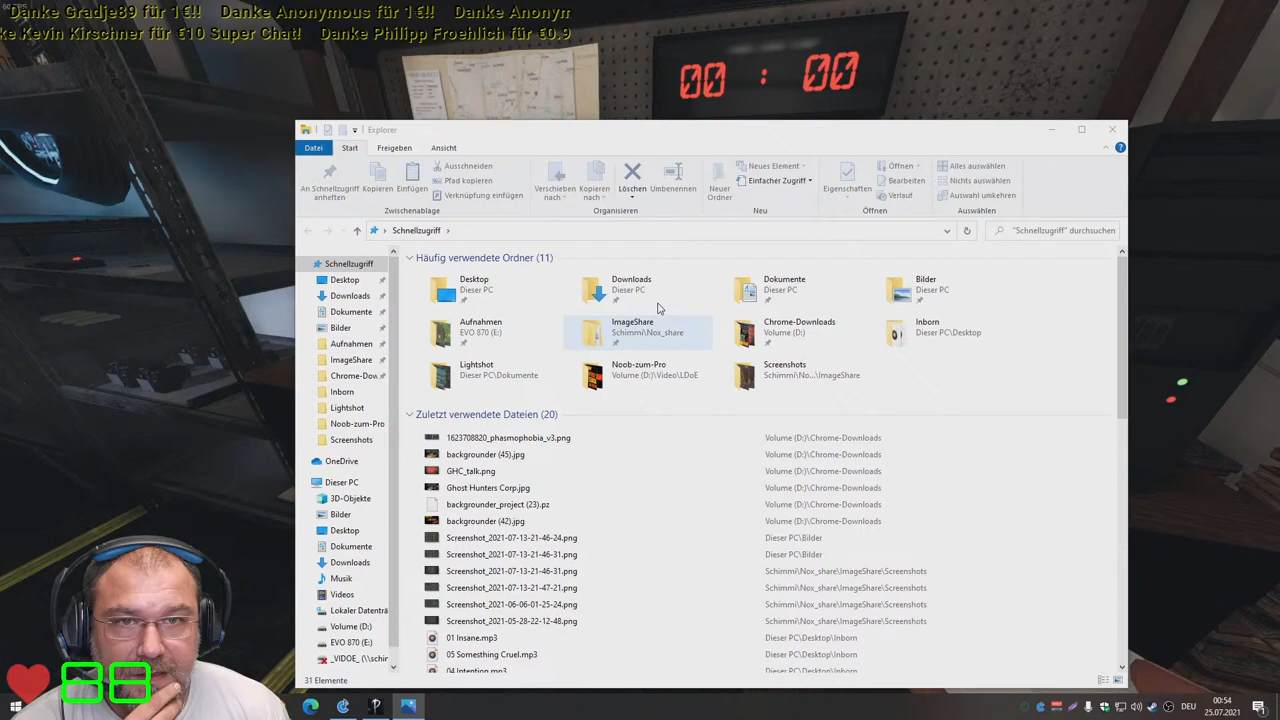 60 FPS
Danke Gradje89 für 1€!! Danke Anonymous für 1€!! Danke Anonym
ke Kevin Kirschner für €10 Super Chat! Danke Philipp Froehlich für €0.9
00 : 00
Explorer
Datei Start Freigeben Ansicht
An Schnellzugriff anheften
Kopieren
Einfügen
Ausschneiden
Pfad kopieren
Verknüpfung einfügen
Zwischenablage
Verschieben nach
Kopieren nach
Löschen
Umbenennen
Organisieren
Neuer Ordner
Neues Element
Einfacher Zugriff
Neu
Eigenschaften
Öffnen
Bearbeiten
Verlauf
Öffnen
Alles auswählen
Nichts auswählen
Auswahl umkehren
Auswählen
Schnellzugriff
"Schnellzugriff" durchsuchen
Schnellzugriff
Desktop
Downloads
Dokumente
Bilder
Aufnahmen
ImageShare
Chrome-Dow
Inborn
Lightshot
Noob-zum-Pro
Screenshots
OneDrive
Dieser PC
3D-Objekte
Bilder
Desktop
Dokumente
Downloads
Musik
Videos
Lokaler Datenträ
Volume (D:)
EVO 870 (E:)
_VIDOE_ (\\schir
Häufig verwendete Ordner (11)
Desktop
Dieser PC
Downloads
Dieser PC
Dokumente
Dieser PC
Bilder
Dieser PC
Aufnahmen
EVO 870 (E:)
ImageShare
Schimmi\Nox_share
Chrome-Downloads
Volume (D:)
Inborn
Dieser PC\Desktop
Lightshot
Dieser PC\Dokumente
Noob-zum-Pro
Volume (D:)\Video\LDoE
Screenshots
Schimmi\No...\ImageShare
Zuletzt verwendete Dateien (20)
1623708820_phasmophobia_v3.png Volume (D:)\Chrome-Downloads
backgrounder (45).jpg Volume (D:)\Chrome-Downloads
GHC_talk.png Volume (D:)\Chrome-Downloads
Ghost Hunters Corp.jpg Volume (D:)\Chrome-Downloads
backgrounder_project (23).pz Volume (D:)\Chrome-Downloads
backgrounder (42).jpg Volume (D:)\Chrome-Downloads
Screenshot_2021-07-13-21-46-24.png Dieser PC\Bilder
Screenshot_2021-07-13-21-46-31.png Dieser PC\Bilder
Screenshot_2021-07-13-21-46-31.png Schimmi\Nox_share\ImageShare\Screenshots
Screenshot_2021-07-13-21-47-21.png Schimmi\Nox_share\ImageShare\Screenshots
Screenshot_2021-06-06-01-25-24.png Schimmi\Nox_share\ImageShare\Screenshots
Screenshot_2021-05-28-22-12-48.png Schimmi\Nox_share\ImageShare\Screenshots
01 Insane.mp3 Dieser PC\Desktop\Inborn
05 Somesthing Cruel.mp3 Dieser PC\Desktop\Inborn
04 Intention.mp3 Dieser PC\Desktop\Inborn
31 Elemente
88
DEU
00:54
25.07.2021